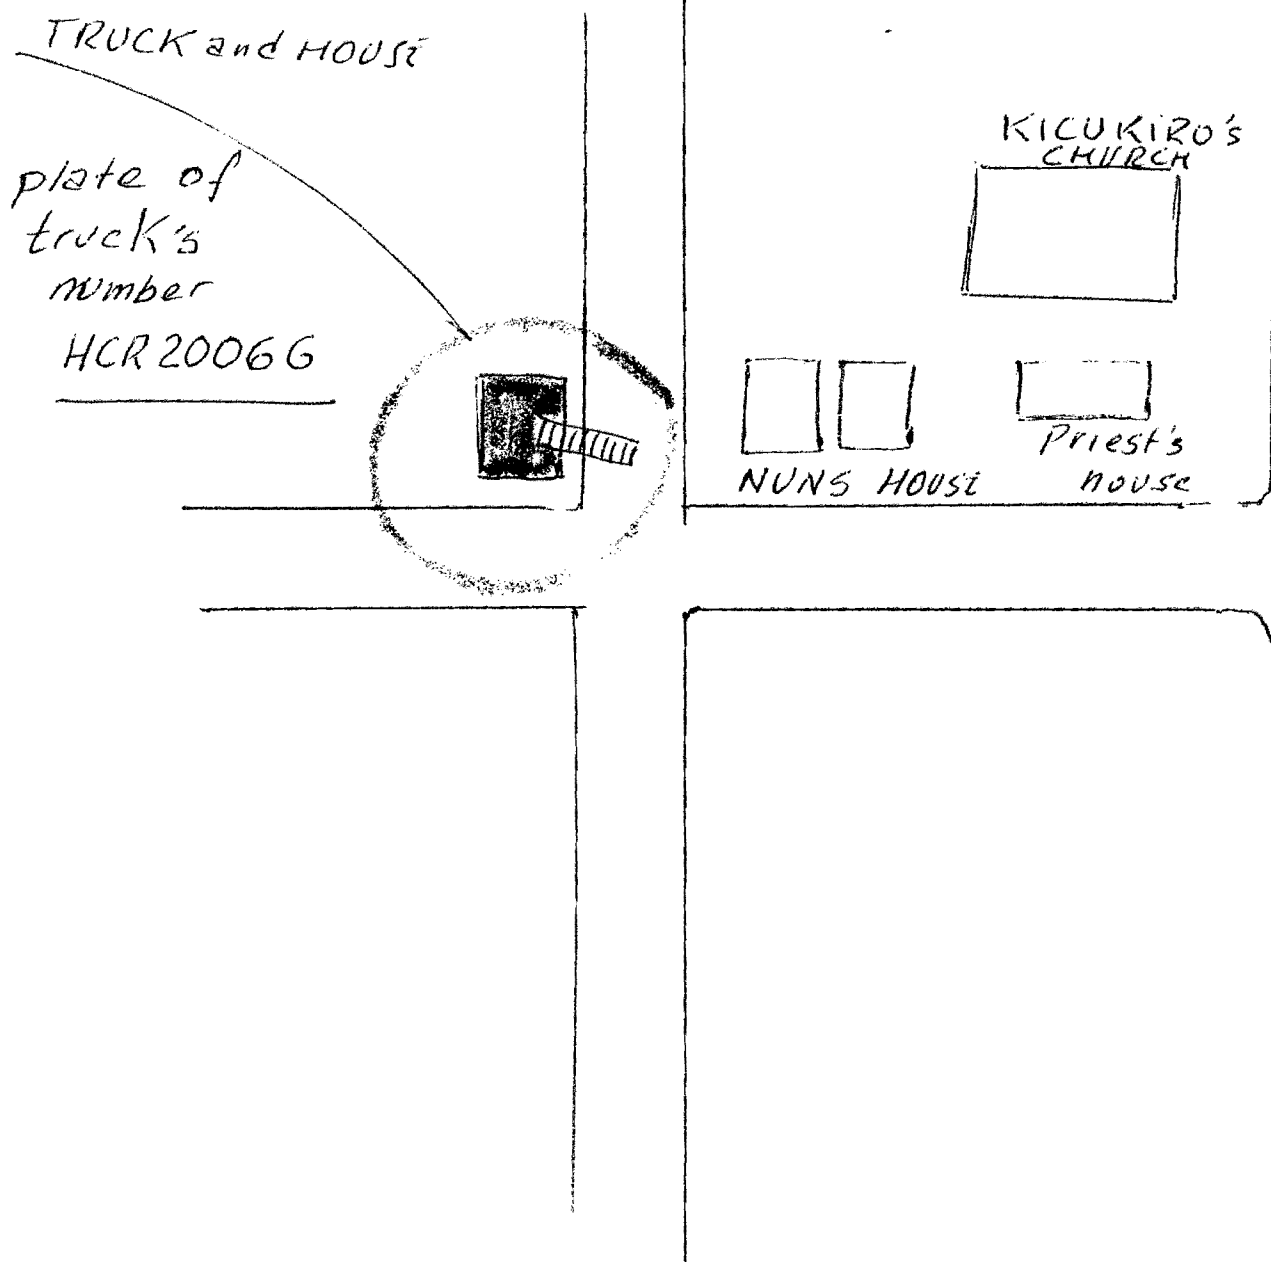 TRUCK and HOUSE
plate of
truck's
number
HCR 2006 G
KICUKIRO's
CHURCH
NUNS HOUSE
Priest's
house